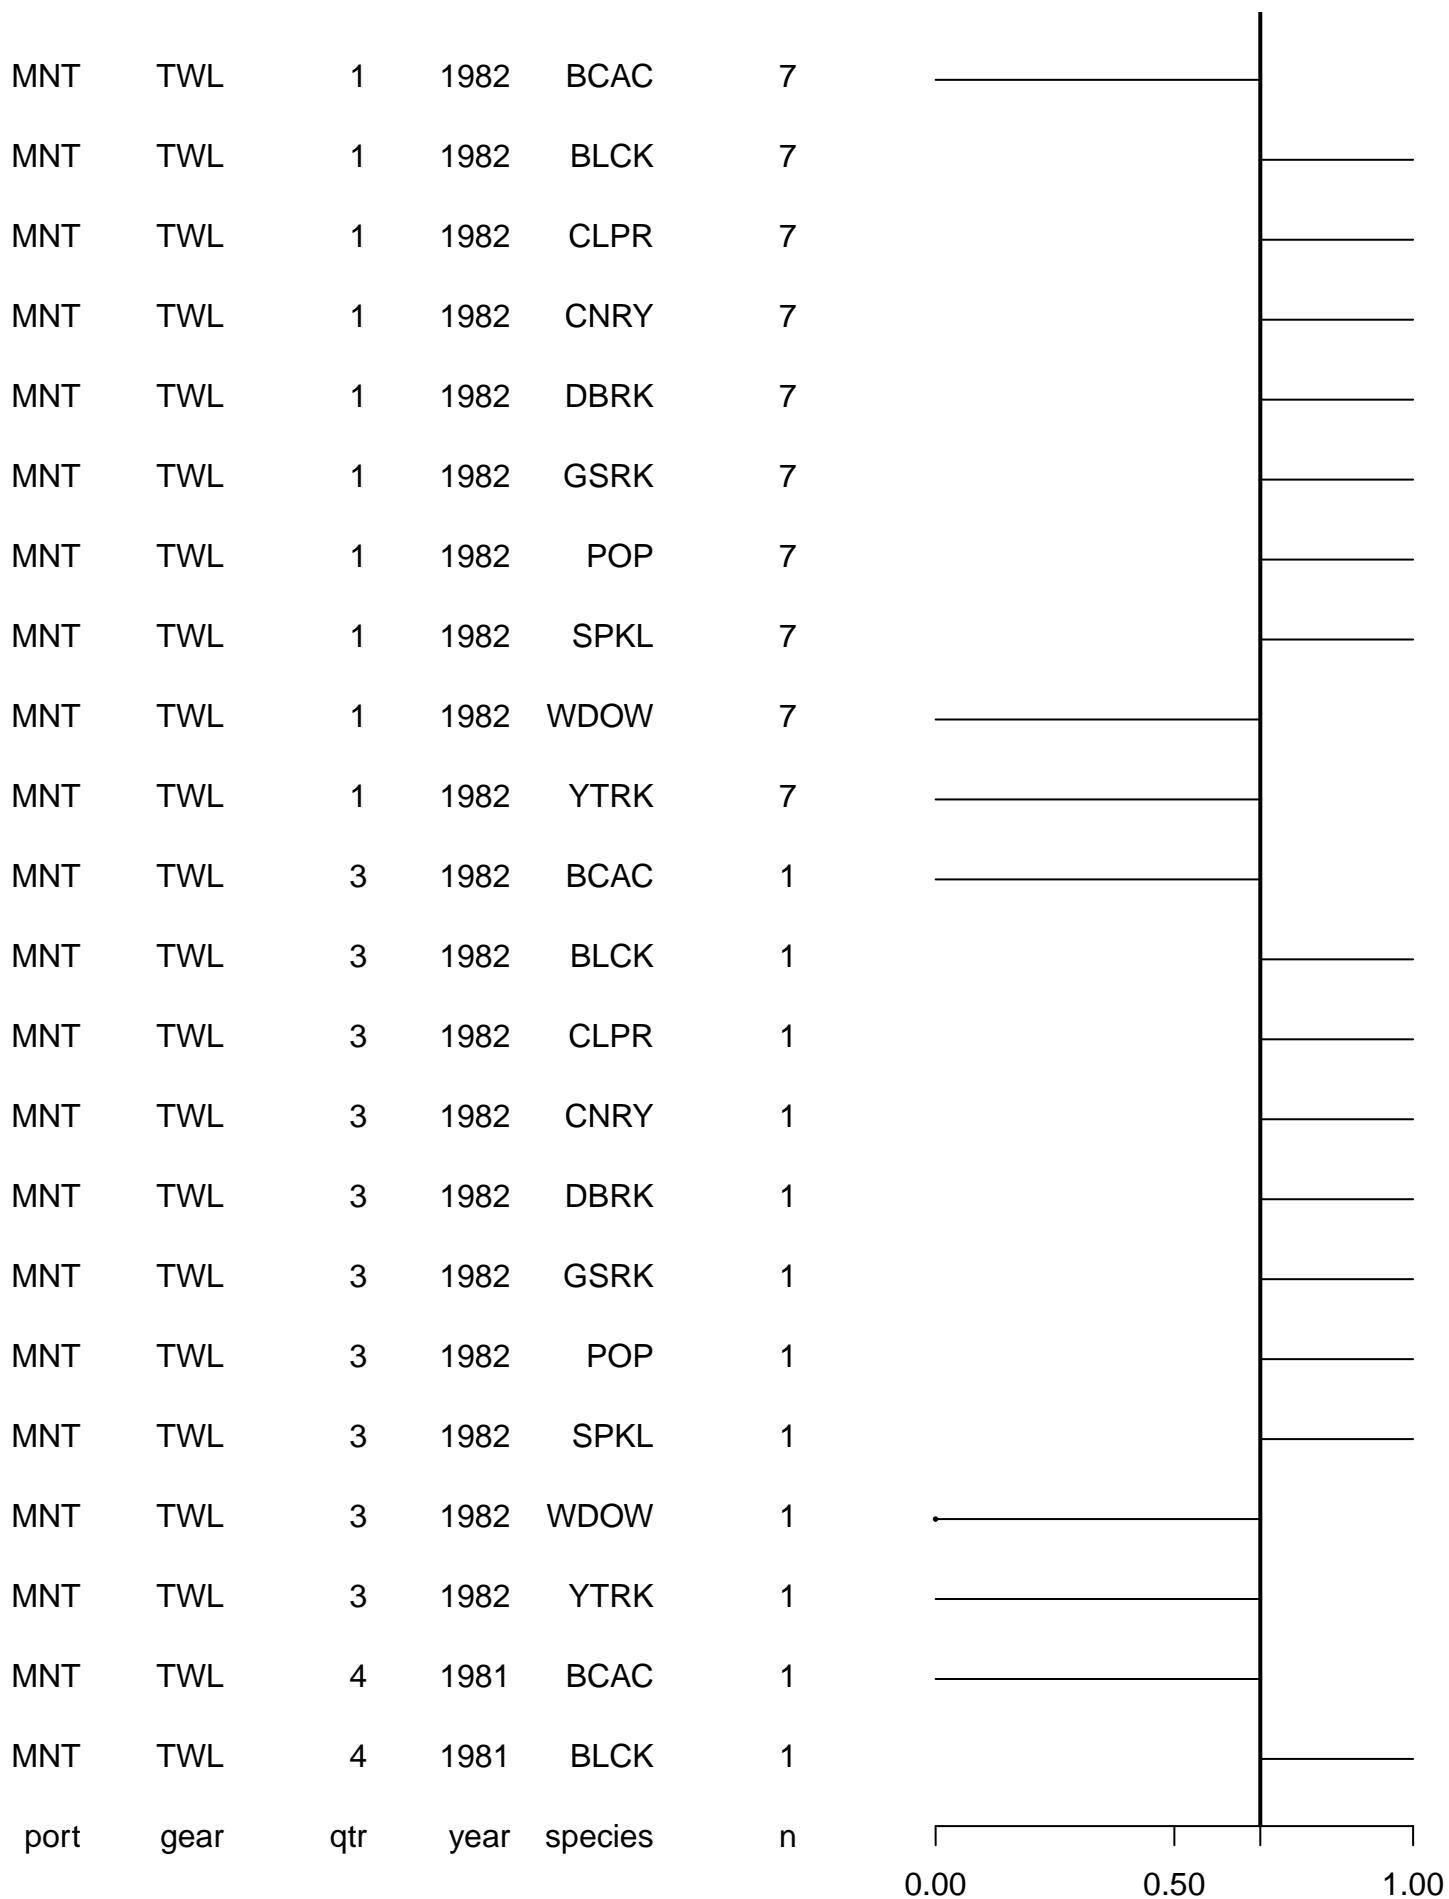 MNT TWL 1 1982 BCAC 7
MNT TWL 1 1982 BLCK 7
MNT TWL 1 1982 CLPR 7
MNT TWL 1 1982 CNRY 7
MNT TWL 1 1982 DBRK 7
MNT TWL 1 1982 GSRK 7
MNT TWL 1 1982 POP 7
MNT TWL 1 1982 SPKL 7
MNT TWL 1 1982 WDOW 7
MNT TWL 1 1982 YTRK 7
MNT TWL 3 1982 BCAC 1
MNT TWL 3 1982 BLCK 1
MNT TWL 3 1982 CLPR 1
MNT TWL 3 1982 CNRY 1
MNT TWL 3 1982 DBRK 1
MNT TWL 3 1982 GSRK 1
MNT TWL 3 1982 POP 1
MNT TWL 3 1982 SPKL 1
MNT TWL 3 1982 WDOW 1
MNT TWL 3 1982 YTRK 1
MNT TWL 4 1981 BCAC 1
MNT TWL 4 1981 BLCK 1
port gear qtr year species n
0.00 0.50 1.00